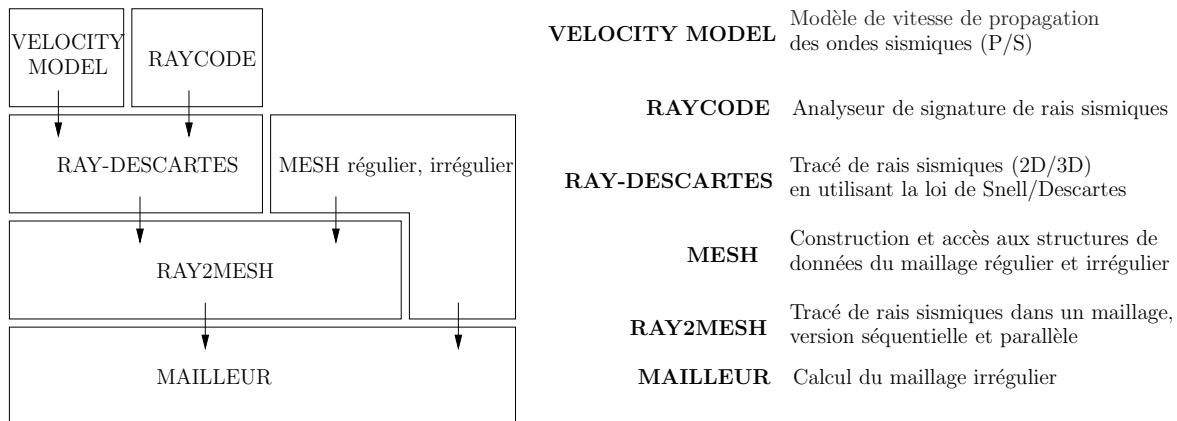 VELOCITY
MODEL
RAYCODE
RAY-DESCARTES
MESH régulier, irrégulier
RAY2MESH
MAILLEUR
VELOCITY MODEL Modèle de vitesse de propagation
des ondes sismiques (P/S)
RAYCODE Analyseur de signature de rais sismiques
RAY-DESCARTES Tracé de rais sismiques (2D/3D)
en utilisant la loi de Snell/Descartes
MESH Construction et accès aux structures de
données du maillage régulier et irrégulier
RAY2MESH Tracé de rais sismiques dans un maillage,
version séquentielle et parallèle
MAILLEUR Calcul du maillage irrégulier